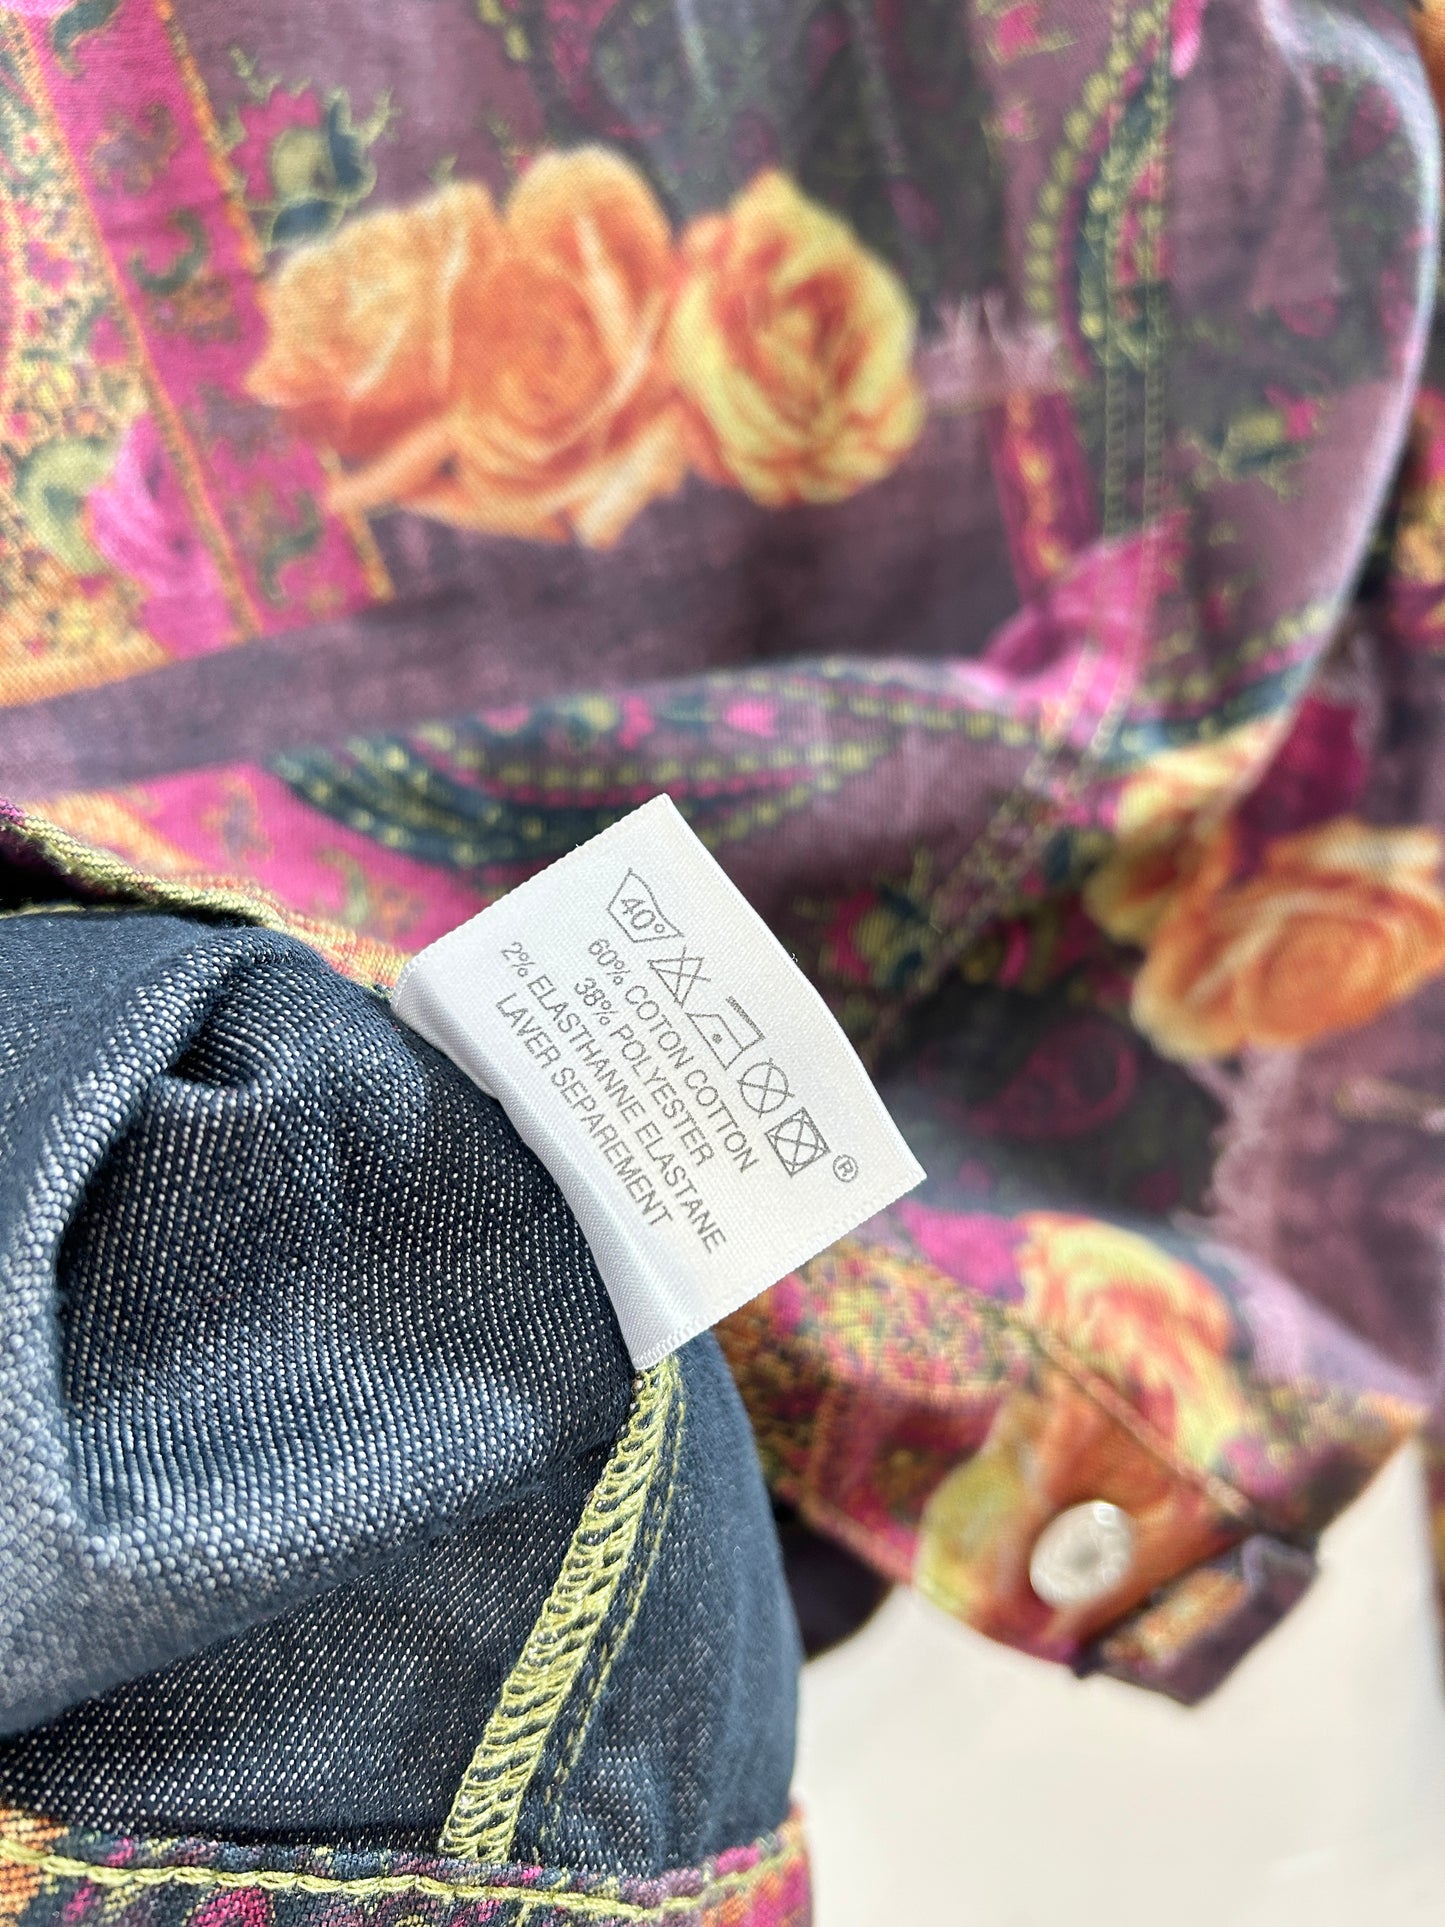 40°
®
60% COTON COTTON
38% POLYESTER
2% ELASTHANNE ELASTANE
LAVER SEPAREMENT